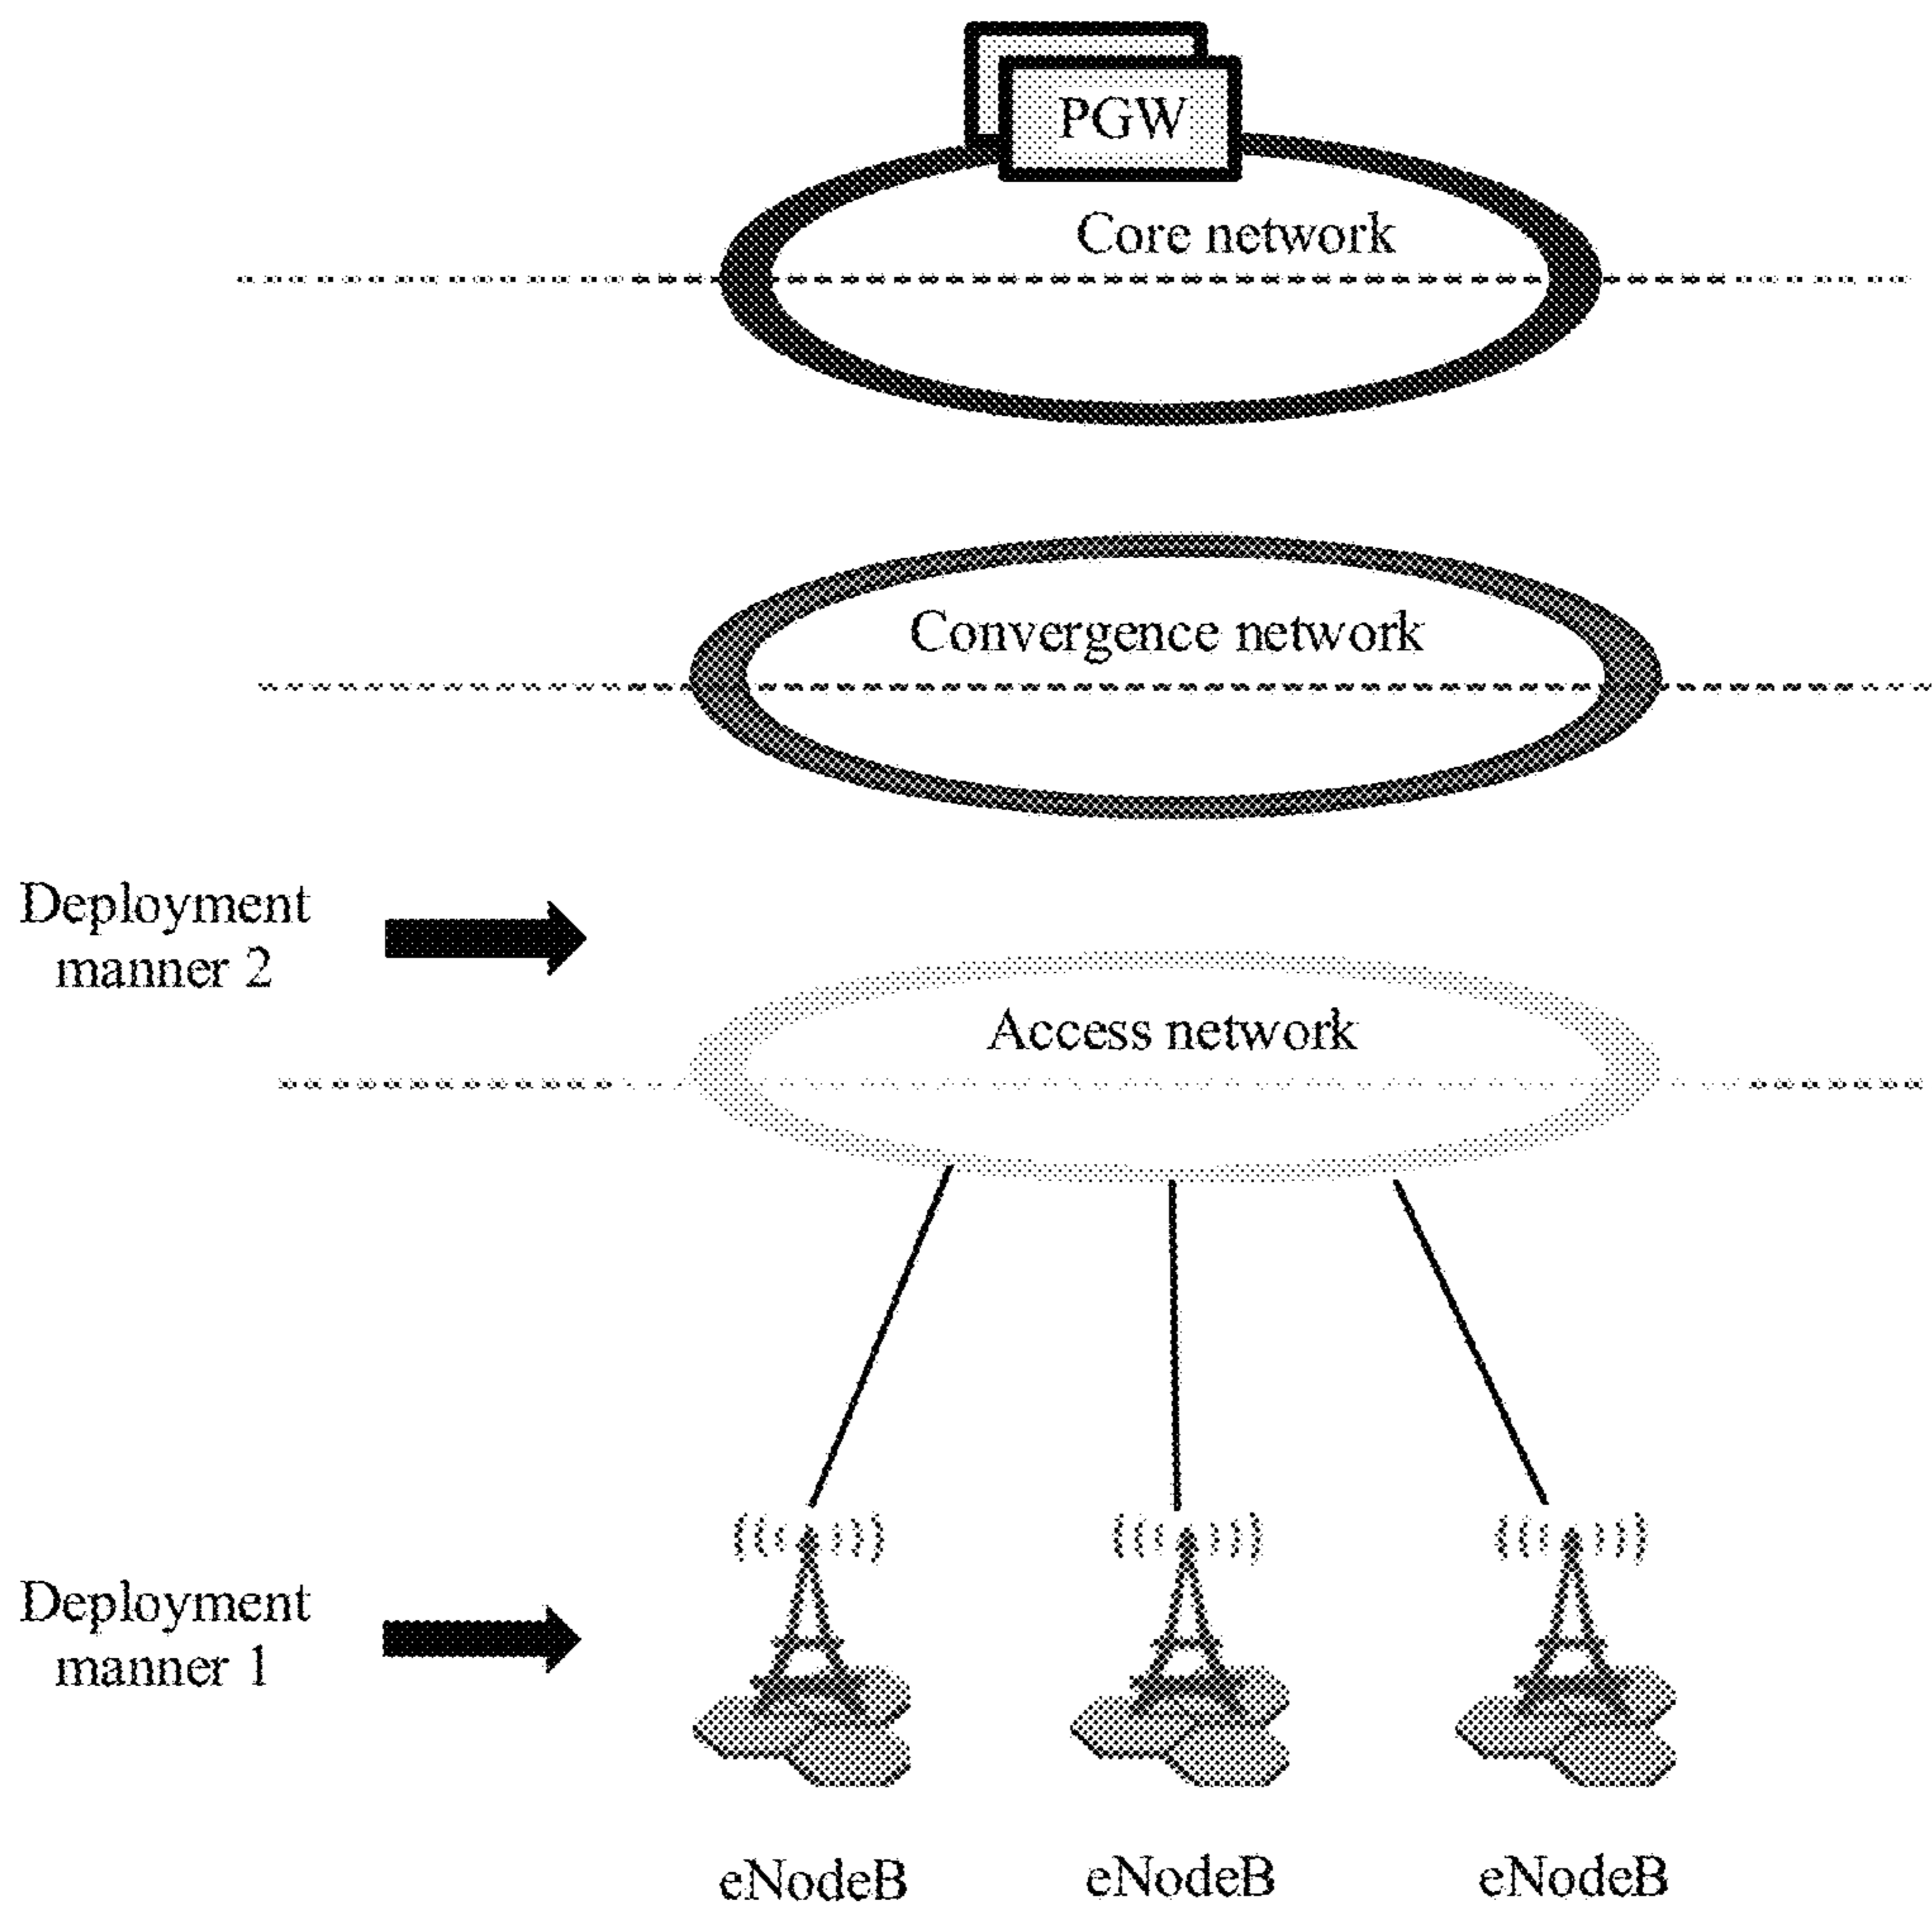 PGW
Core network
Convergence network
Deployment
manner 2
Access network
Deployment
manner 1
eNodeB
eNodeB
eNodeB